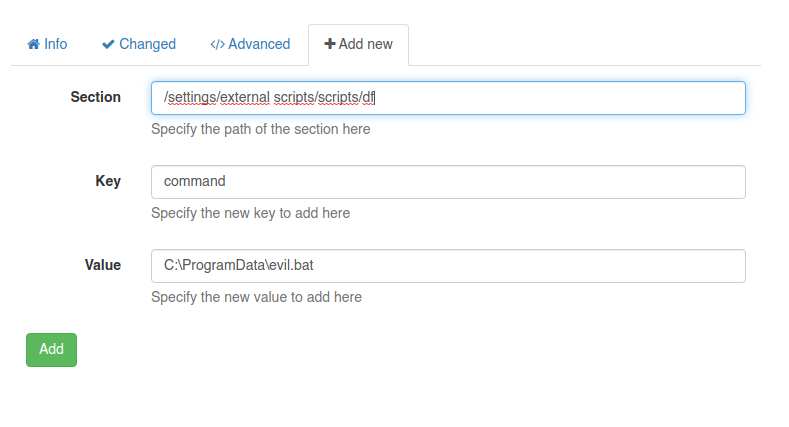 Info Changed </> Advanced Add new
Section /settings/external scripts/scripts/df
Specify the path of the section here
Key command
Specify the new key to add here
Value C:\ProgramData\evil.bat
Specify the new value to add here
Add